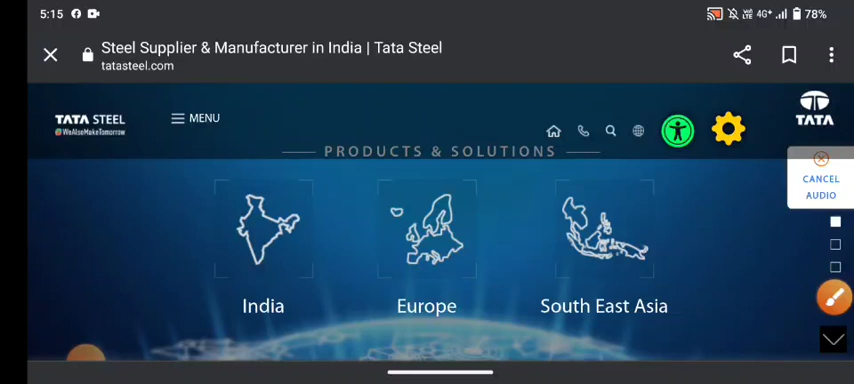 5:15
4G+ 78%
Steel Supplier & Manufacturer in India | Tata Steel
tatasteel.com
TATA STEEL
#WeAlsoMakeTomorrow
MENU
TATA
PRODUCTS & SOLUTIONS
CANCEL
AUDIO
India
Europe
South East Asia